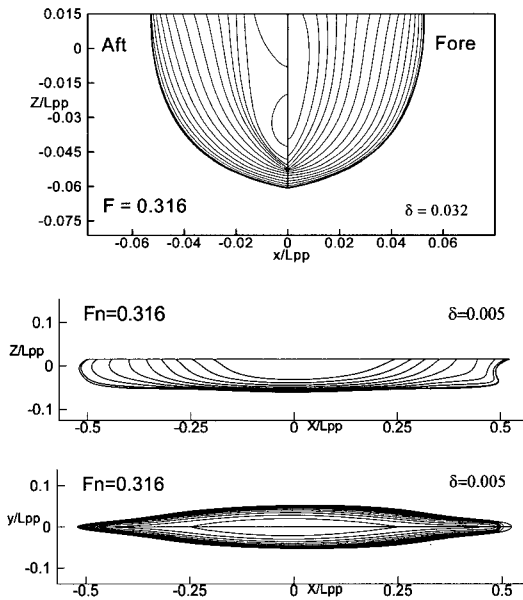 0.015
Aft
Fore
0
-0.015
Z/Lpp
-0.03
-0.045
-0.06
F = 0.316
δ = 0.032
-0.075
-0.06 -0.04 -0.02 0 0.02 0.04 0.06
x/Lpp
0.1
Fn=0.316
δ=0.005
Z/Lpp
0
-0.1
-0.5 -0.25 0 X/Lpp 0.25 0.5
0.1
Fn=0.316
δ=0.005
y/Lpp
0
-0.1
-0.5 -0.25 0 X/Lpp 0.25 0.5